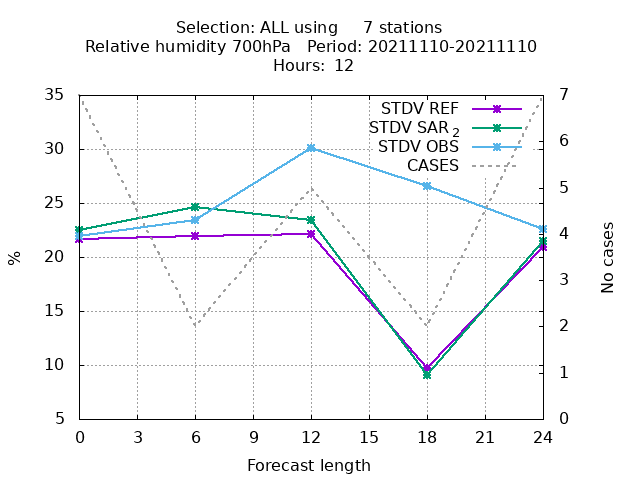 Selection: ALL using     7 stations
Relative humidity 700hPa   Period: 20211110-20211110
Hours:  12
35
30
25
20
15
10
5
7
6
5
4
3
2
1
0
STDV REF
STDV SAR₂
STDV OBS
CASES
%
No cases
0 3 6 9 12 15 18 21 24
Forecast length